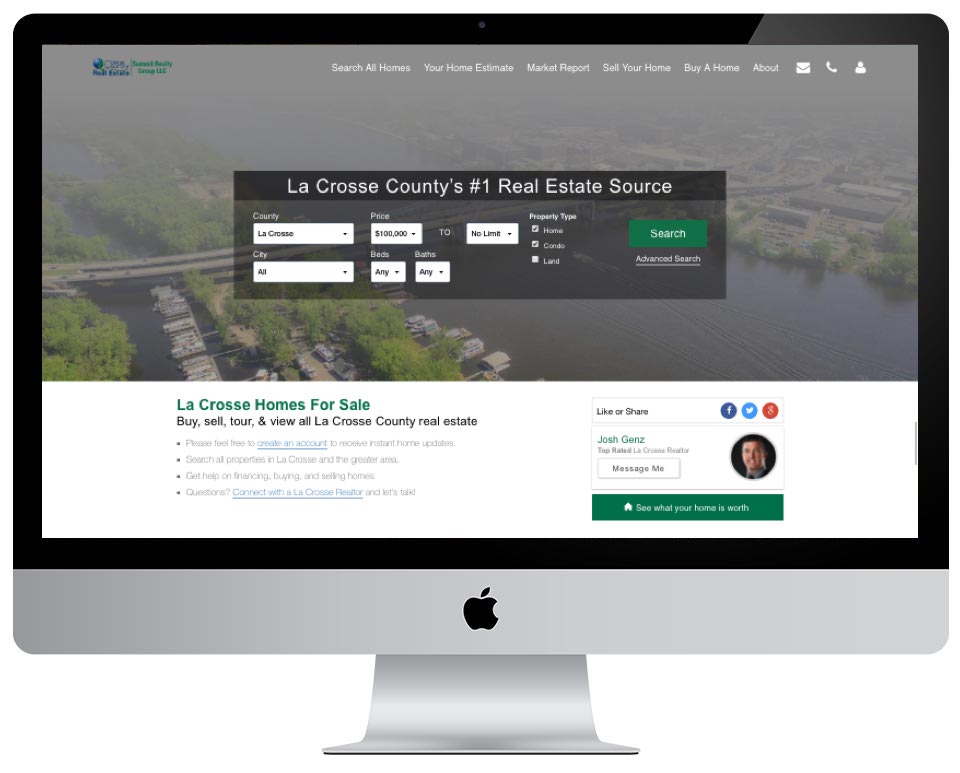 Real Estate
Summit Realty
Group LLC
Search All Homes Your Home Estimate Market Report Sell Your Home Buy A Home About
La Crosse County's #1 Real Estate Source
County Price Property Type
La Crosse $100,000 TO No Limit Home
Search
Condo
City Beds Baths
Land
Advanced Search
All Any Any
La Crosse Homes For Sale
Buy, sell, tour, & view all La Crosse County real estate
Please feel free to create an account to receive instant home updates.
Search all properties in La Crosse and the greater area.
Get help on financing, buying, and selling homes
Questions? Connect with a La Crosse Realtor and let's talk!
Like or Share f g
Josh Genz
Top Rated La Crosse Realtor
Message Me
See what your home is worth